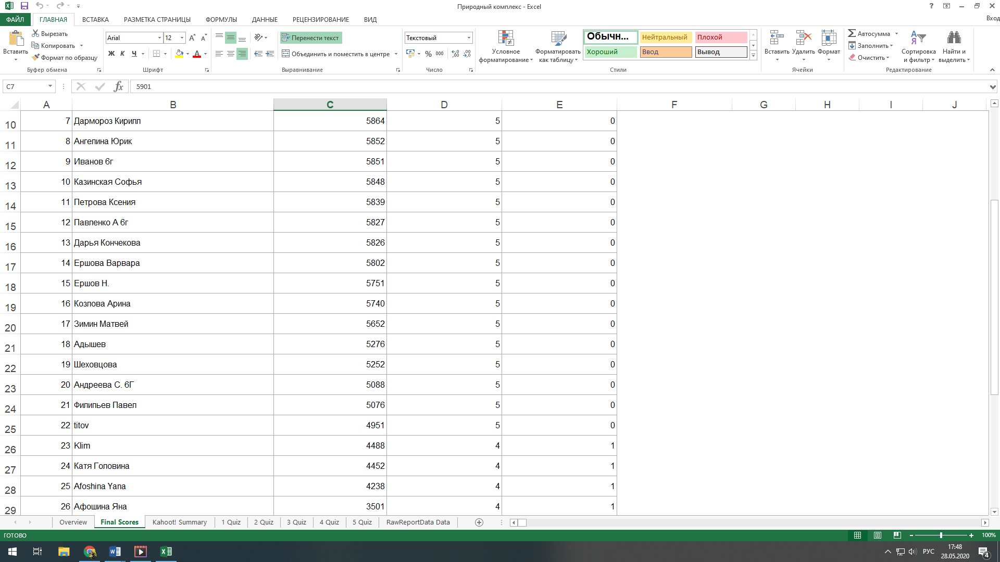 Природный комплекс - Excel
?
ФАЙЛ ГЛАВНАЯ ВСТАВКА РАЗМЕТКА СТРАНИЦЫ ФОРМУЛЫ ДАННЫЕ РЕЦЕНЗИРОВАНИЕ ВИД Вход
Вставить
Вырезать
Копировать
Формат по образцу
Буфер обмена
Arial 12
Ж К Ч
Шрифт
Перенести текст
Объединить и поместить в центре
Выравнивание
Текстовый
% 000
Число
Условное
форматирование
Форматировать
как таблицу
Обычн... Нейтральный Плохой
Хороший Ввод Вывод
Стили
Вставить Удалить Формат
Ячейки
Автосумма
Заполнить
Очистить
Сортировка
и фильтр
Найти и
выделить
Редактирование
C7 fx 5901
A B C D E F G H I J
10 7 Дармороз Кирилл 5864 5 0
11 8 Ангелина Юрик 5852 5 0
12 9 Иванов 6г 5851 5 0
13 10 Казинская Софья 5848 5 0
14 11 Петрова Ксения 5839 5 0
15 12 Павленко А 6г 5827 5 0
16 13 Дарья Кончекова 5826 5 0
17 14 Ершова Варвара 5802 5 0
18 15 Ершов Н. 5751 5 0
19 16 Козлова Арина 5740 5 0
20 17 Зимин Матвей 5652 5 0
21 18 Адышев 5276 5 0
22 19 Шеховцова 5252 5 0
23 20 Андреева С. 6Г 5088 5 0
24 21 Филипьев Павел 5076 5 0
25 22 titov 4951 5 0
26 23 Klim 4488 4 1
27 24 Катя Головина 4452 4 1
28 25 Afoshina Yana 4238 4 1
29 26 Афошина Яна 3501 4 1
Overview Final Scores Kahoot! Summary 1 Quiz 2 Quiz 3 Quiz 4 Quiz 5 Quiz RawReportData Data
ГОТОВО 100%
РУС 17:48
28.05.2020
4